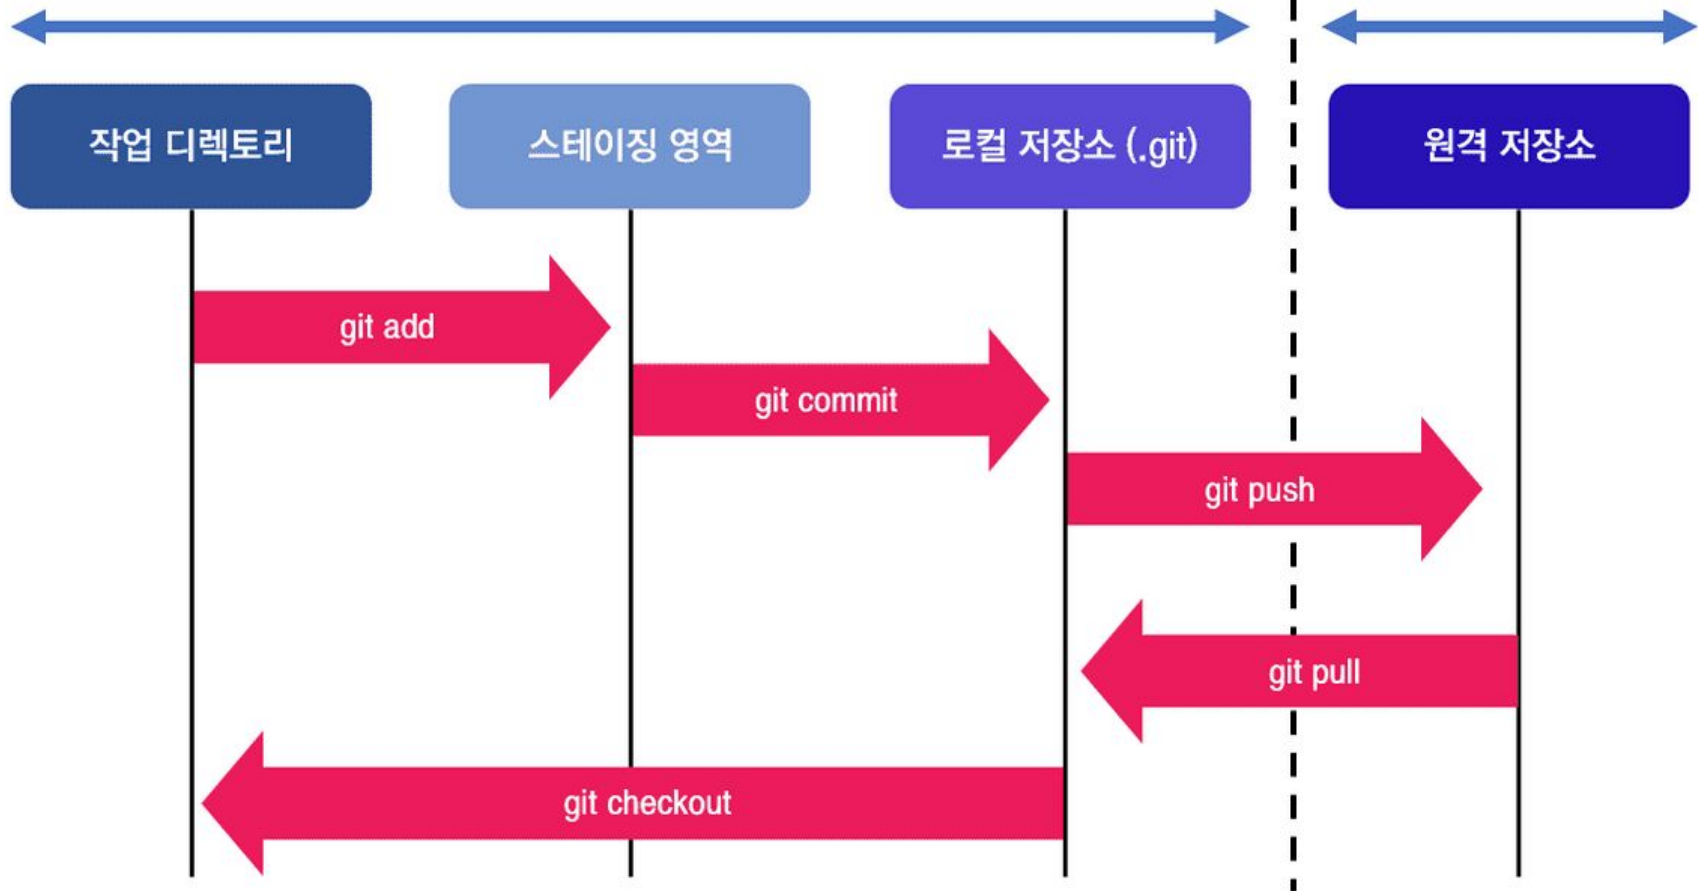 작업 디렉토리
스테이징 영역
로컬 저장소 (.git)
원격 저장소
git add
git commit
git push
git pull
git checkout